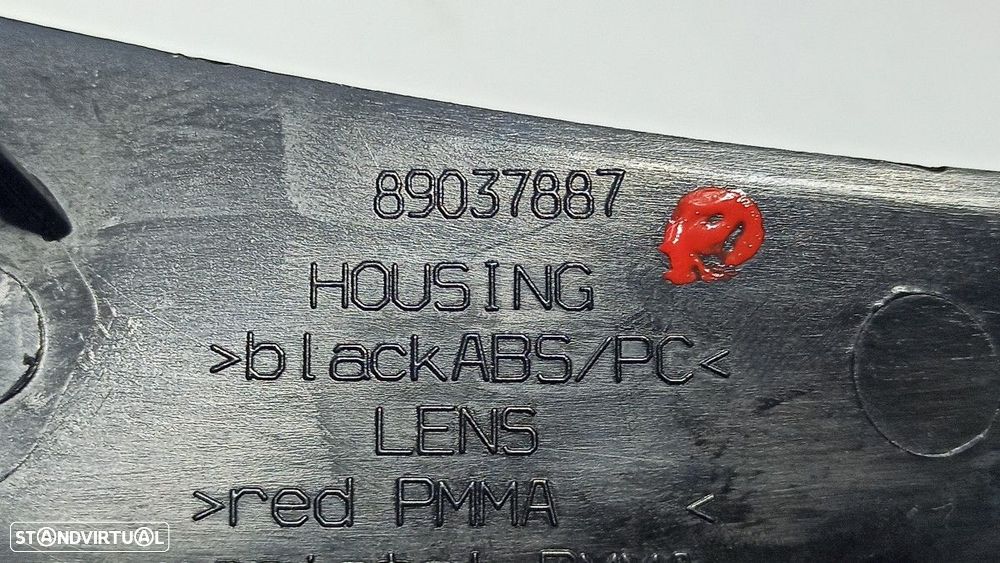 89037887
HOUSING
>blackABS/PC<
LENS
>red PMMA <
STANDVIRTUAL